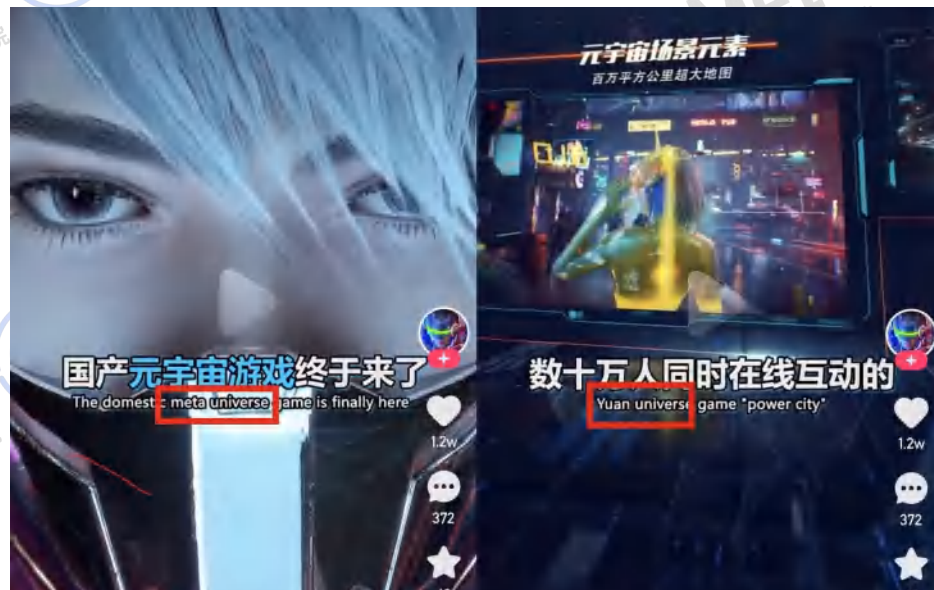 国产元宇宙游戏终于来了
The domestic meta universe game is finally here
1.2w
372
元宇宙场景元素
百万平方公里超大地图
数十万人同时在线互动的
Yuan universe game "power city"
1.2w
372